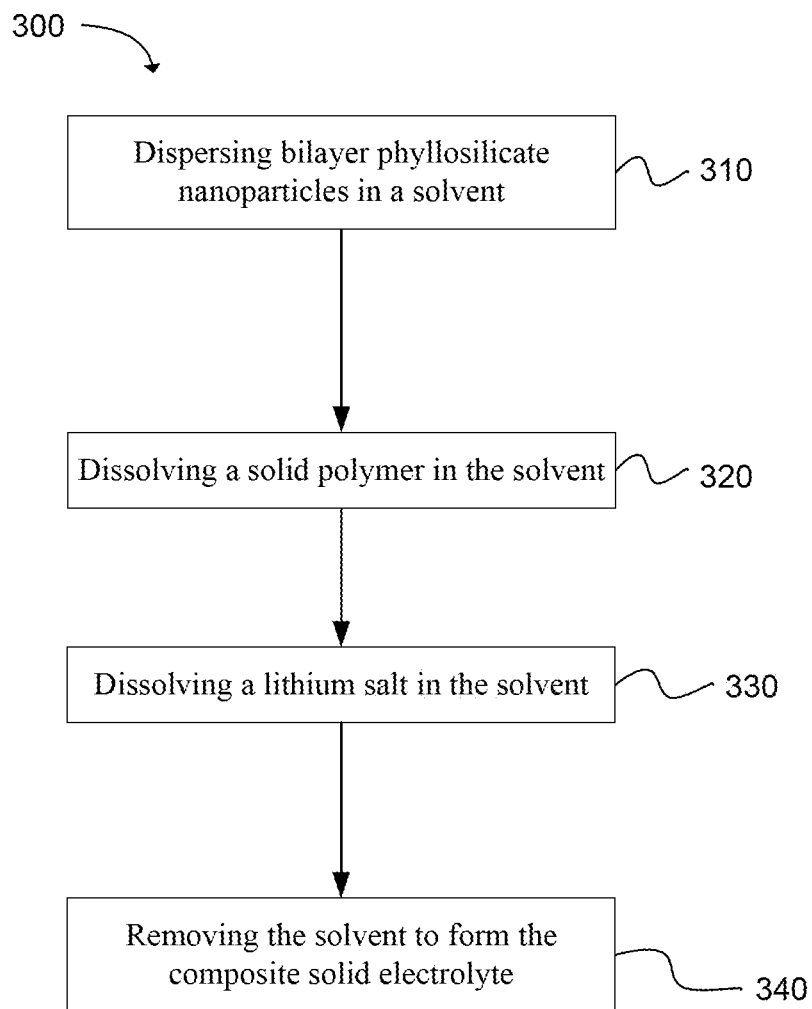 300
Dispersing bilayer phyllosilicate
nanoparticles in a solvent
310
Dissolving a solid polymer in the solvent
320
Dissolving a lithium salt in the solvent
330
Removing the solvent to form the
composite solid electrolyte
340